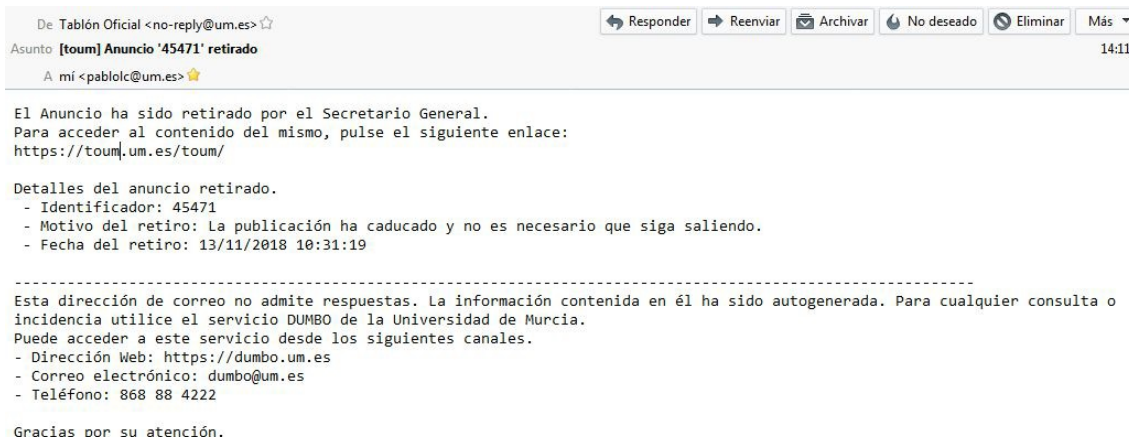 De Tablón Oficial <no-reply@um.es>
Responder Reenviar Archivar No deseado Eliminar Más
Asunto [toum] Anuncio '45471' retirado 14:11
A mí <pablolc@um.es>
El Anuncio ha sido retirado por el Secretario General.
Para acceder al contenido del mismo, pulse el siguiente enlace:
https://toum.um.es/toum/
Detalles del anuncio retirado.
- Identificador: 45471
- Motivo del retiro: La publicación ha caducado y no es necesario que siga saliendo.
- Fecha del retiro: 13/11/2018 10:31:19
--------------------------------------------------------------------------------------------------------------
Esta dirección de correo no admite respuestas. La información contenida en él ha sido autogenerada. Para cualquier consulta o
incidencia utilice el servicio DUMBO de la Universidad de Murcia.
Puede acceder a este servicio desde los siguientes canales.
- Dirección Web: https://dumbo.um.es
- Correo electrónico: dumbo@um.es
- Teléfono: 868 88 4222
Gracias por su atención.